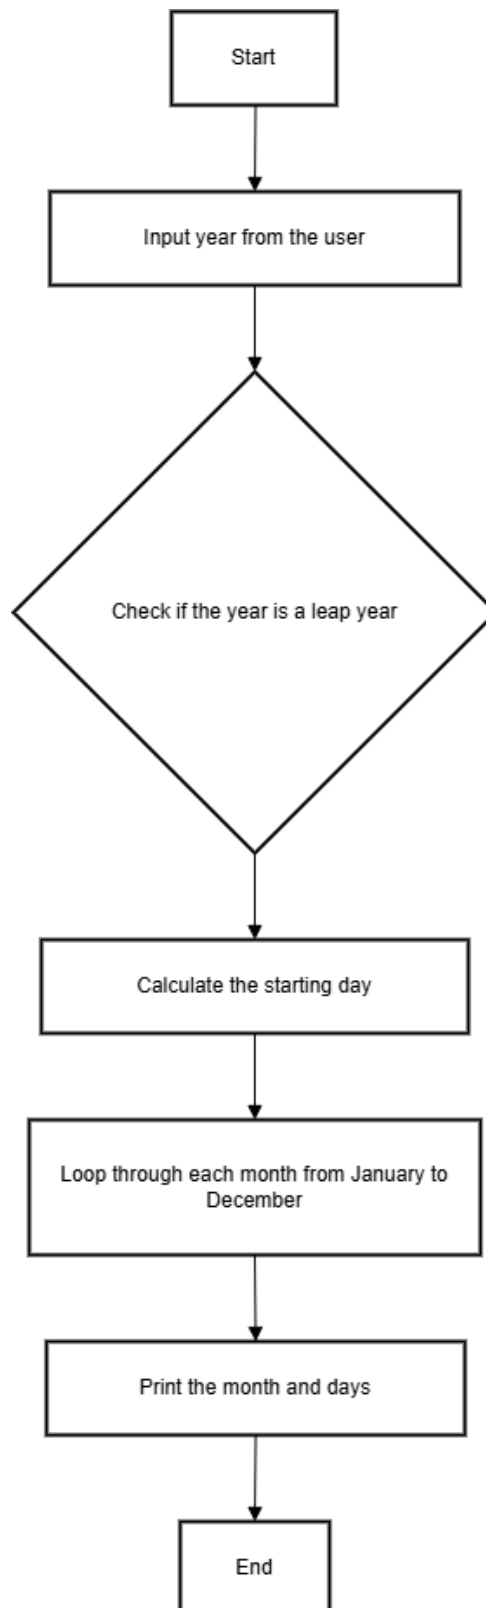 Start
Input year from the user
Check if the year is a leap year
Calculate the starting day
Loop through each month from January to
December
Print the month and days
End